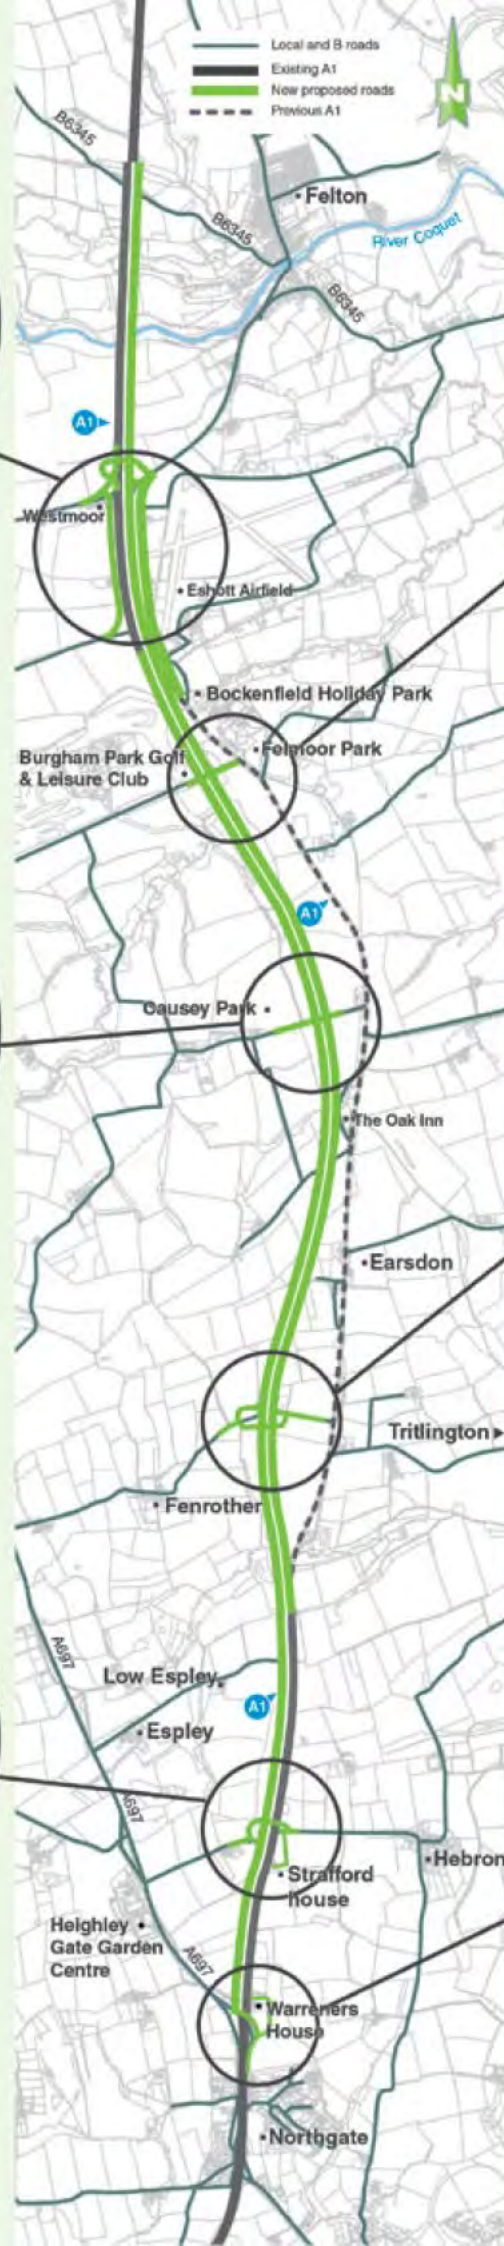 Local and B roads
Existing A1
New proposed roads
Previous A1
N
B6345
Felton
B6345
River Coquet
B6345
A1
Westmoor
Eshott Airfield
Bockenfield Holiday Park
Felmoor Park
Burgham Park Golf
& Leisure Club
A1
Causey Park
The Oak Inn
Earsdon
Tritlington
Fenrother
A697
Low Espley
A1
Espley
A697
Hebron
Strafford
house
Heighley
Gate Garden
Centre
A697
Warreners
House
Northgate